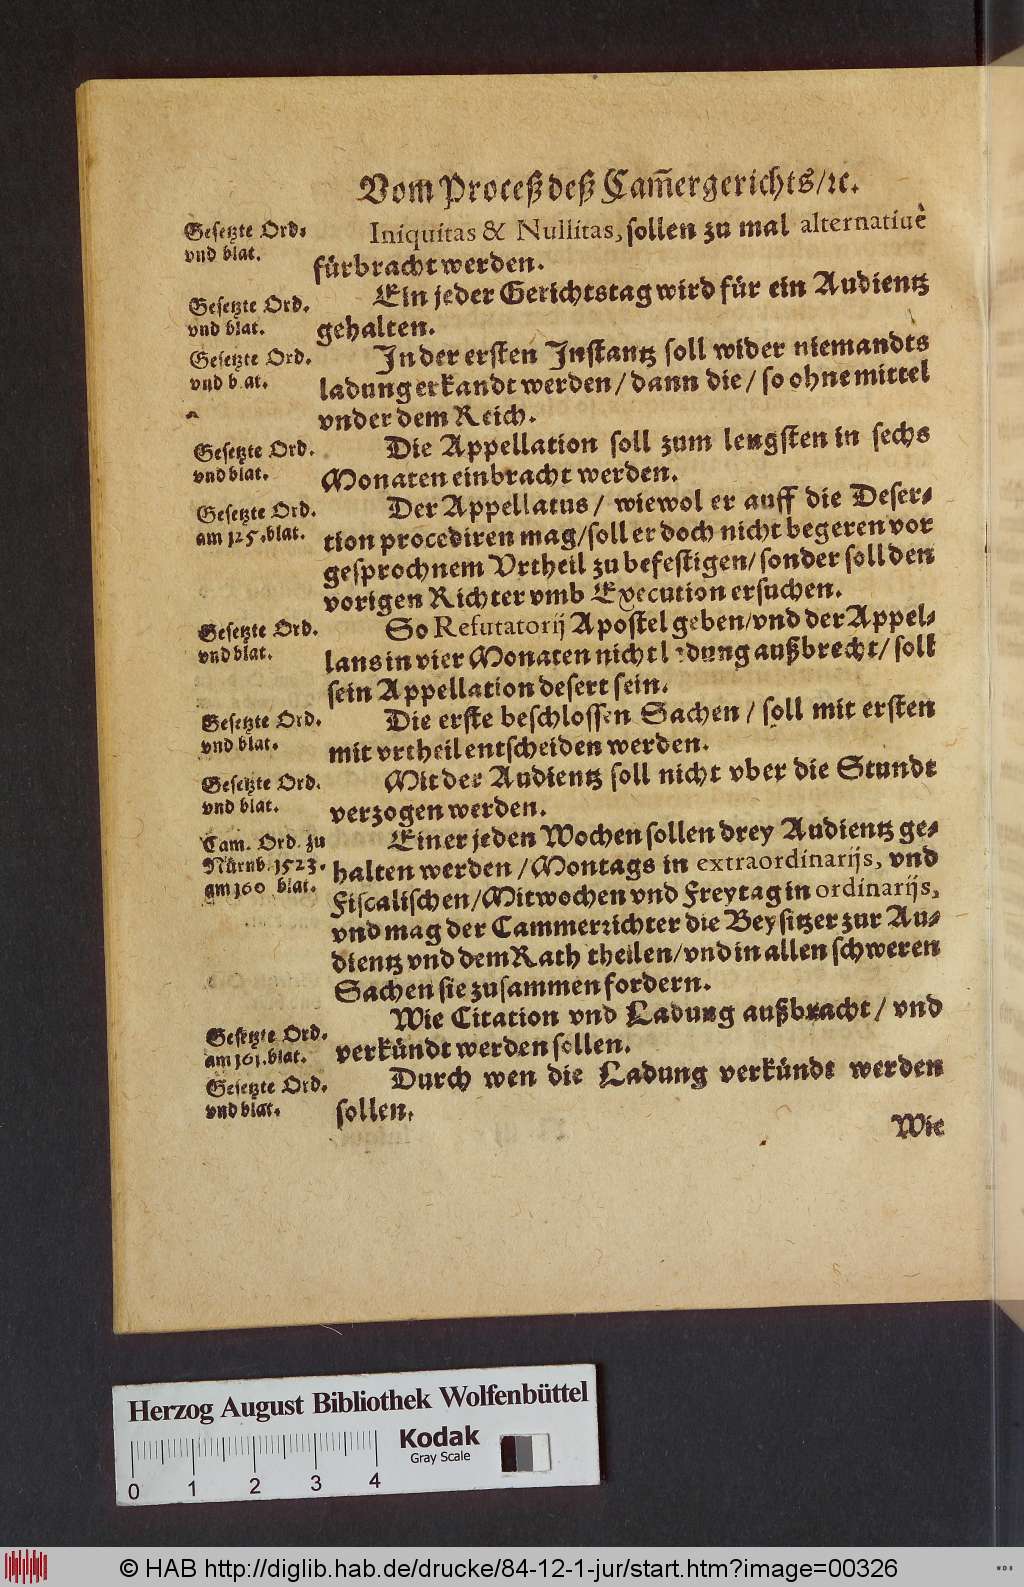 Vom Proceß deß Cam̃ergerichts/ ꝛc.
Gesetzte Ord.
vnd blat.
Iniquitas & Nullitas, sollen zu mal alternatiuè
fürbracht werden.
Gesetzte Ord.
vnd blat.
Ein jeder Gerichtstag wird für ein Audientz
gehalten.
Gesetzte Ord.
vnd b at.
In der ersten Instantz soll wider niemandts
ladung erkandt werden / dann die / so ohne mittel
vnder dem Reich.
Gesetzte Ord.
vnd blat.
Die Appellation soll zum lengsten in sechs
Monaten einbracht werden.
Gesetzte Ord.
am 125. blat.
Der Appellatus / wiewol er auff die Deser-
tion procediren mag/ soll er doch nicht begeren vor
gesprochnem Vrtheil zu befestigen/ sonder soll den
vorigen Richter vmb Execution ersuchen.
Gesetzte Ord.
vnd blat.
So Refutatorij Apostel geben/ vnd der Appel-
lans in vier Monaten nicht ladung außbrecht/ soll
sein Appellation desert sein.
Gesetzte Ord.
vnd blat.
Die erste beschlossen Sachen / soll mit ersten
mit vrtheil entscheiden werden.
Gesetzte Ord.
vnd blat.
Mit der Audientz soll nicht vber die Stundt
verzogen werden.
Cam. Ord. zu
Nürnb. 1523.
am 160 blat.
Einer jeden Wochen sollen drey Audientz ge-
halten werden / Montags in extraordinarijs, vnd
Fiscalischen / Mitwochen vnd Freytag in ordinarijs,
vnd mag der Cammerrichter die Beysitzer zur Au-
dientz vnd dem Rath theilen/ vnd in allen schweren
Sachen sie zusammen fordern.
Gesetzte Ord.
am 161. blat.
Wie Citation vnd Ladung außbracht / vnd
verkündt werden sollen.
Gesetzte Ord.
vnd blat.
Durch wen die Ladung verkündt werden
sollen.
Wie
Herzog August Bibliothek Wolfenbüttel
Kodak
Gray Scale
0 1 2 3 4
© HAB http://diglib.hab.de/drucke/84-12-1-jur/start.htm?image=00326